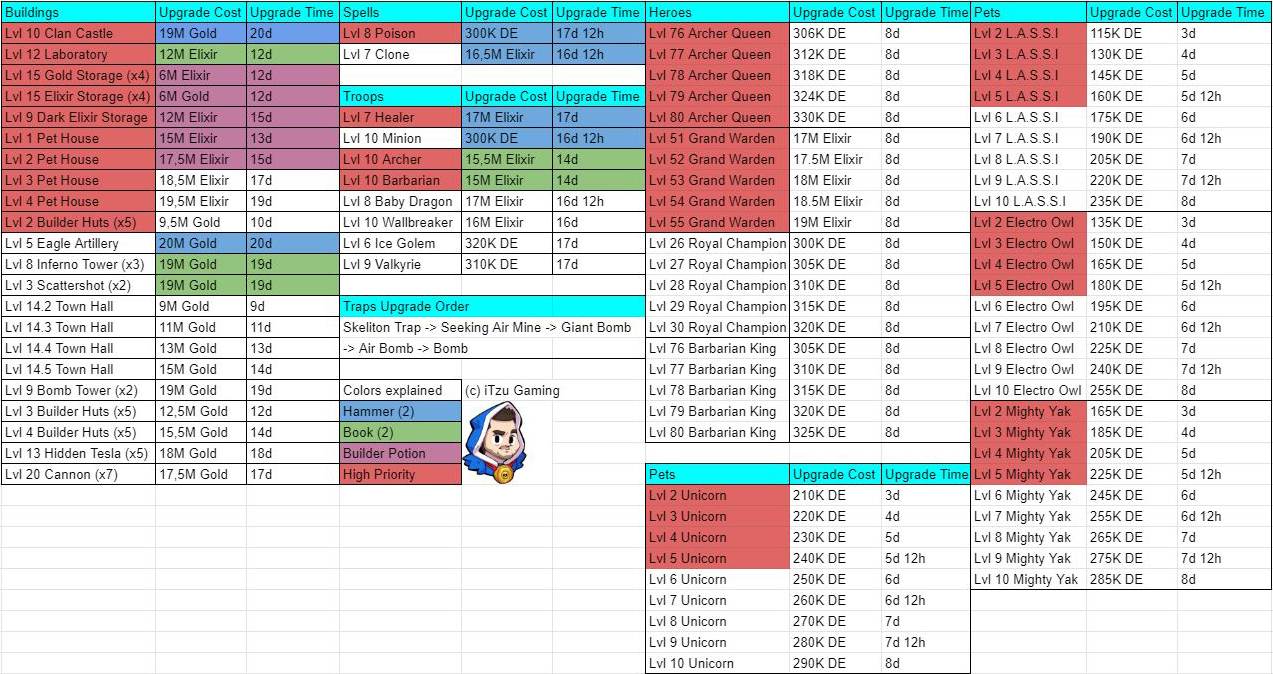 Buildings Upgrade Cost Upgrade Time
Lvl 10 Clan Castle 19M Gold 20d
Lvl 12 Laboratory 12M Elixir 12d
Lvl 15 Gold Storage (x4) 6M Elixir 12d
Lvl 15 Elixir Storage (x4) 6M Gold 12d
Lvl 9 Dark Elixir Storage 12M Elixir 15d
Lvl 1 Pet House 15M Elixir 13d
Lvl 2 Pet House 17,5M Elixir 15d
Lvl 3 Pet House 18,5M Elixir 17d
Lvl 4 Pet House 19,5M Elixir 19d
Lvl 2 Builder Huts (x5) 9,5M Gold 10d
Lvl 5 Eagle Artillery 20M Gold 20d
Lvl 8 Inferno Tower (x3) 19M Gold 19d
Lvl 3 Scattershot (x2) 19M Gold 19d
Lvl 14.2 Town Hall 9M Gold 9d
Lvl 14.3 Town Hall 11M Gold 11d
Lvl 14.4 Town Hall 13M Gold 13d
Lvl 14.5 Town Hall 15M Gold 14d
Lvl 9 Bomb Tower (x2) 19M Gold 19d
Lvl 3 Builder Huts (x5) 12,5M Gold 12d
Lvl 4 Builder Huts (x5) 15,5M Gold 14d
Lvl 13 Hidden Tesla (x5) 18M Gold 18d
Lvl 20 Cannon (x7) 17,5M Gold 17d
Spells Upgrade Cost Upgrade Time
Lvl 8 Poison 300K DE 17d 12h
Lvl 7 Clone 16,5M Elixir 16d 12h
Troops Upgrade Cost Upgrade Time
Lvl 7 Healer 17M Elixir 17d
Lvl 10 Minion 300K DE 16d 12h
Lvl 10 Archer 15,5M Elixir 14d
Lvl 10 Barbarian 15M Elixir 14d
Lvl 8 Baby Dragon 17M Elixir 16d 12h
Lvl 10 Wallbreaker 16M Elixir 16d
Lvl 6 Ice Golem 320K DE 17d
Lvl 9 Valkyrie 310K DE 17d
Traps Upgrade Order
Skeliton Trap -> Seeking Air Mine -> Giant Bomb
-> Air Bomb -> Bomb
Colors explained (c) iTzu Gaming
Hammer (2)
Book (2)
Builder Potion
High Priority
Heroes Upgrade Cost Upgrade Time
Lvl 76 Archer Queen 306K DE 8d
Lvl 77 Archer Queen 312K DE 8d
Lvl 78 Archer Queen 318K DE 8d
Lvl 79 Archer Queen 324K DE 8d
Lvl 80 Archer Queen 330K DE 8d
Lvl 51 Grand Warden 17M Elixir 8d
Lvl 52 Grand Warden 17.5M Elixir 8d
Lvl 53 Grand Warden 18M Elixir 8d
Lvl 54 Grand Warden 18.5M Elixir 8d
Lvl 55 Grand Warden 19M Elixir 8d
Lvl 26 Royal Champion 300K DE 8d
Lvl 27 Royal Champion 305K DE 8d
Lvl 28 Royal Champion 310K DE 8d
Lvl 29 Royal Champion 315K DE 8d
Lvl 30 Royal Champion 320K DE 8d
Lvl 76 Barbarian King 305K DE 8d
Lvl 77 Barbarian King 310K DE 8d
Lvl 78 Barbarian King 315K DE 8d
Lvl 79 Barbarian King 320K DE 8d
Lvl 80 Barbarian King 325K DE 8d
Pets Upgrade Cost Upgrade Time
Lvl 2 Unicorn 210K DE 3d
Lvl 3 Unicorn 220K DE 4d
Lvl 4 Unicorn 230K DE 5d
Lvl 5 Unicorn 240K DE 5d 12h
Lvl 6 Unicorn 250K DE 6d
Lvl 7 Unicorn 260K DE 6d 12h
Lvl 8 Unicorn 270K DE 7d
Lvl 9 Unicorn 280K DE 7d 12h
Lvl 10 Unicorn 290K DE 8d
Pets Upgrade Cost Upgrade Time
Lvl 2 L.A.S.S.I 115K DE 3d
Lvl 3 L.A.S.S.I 130K DE 4d
Lvl 4 L.A.S.S.I 145K DE 5d
Lvl 5 L.A.S.S.I 160K DE 5d 12h
Lvl 6 L.A.S.S.I 175K DE 6d
Lvl 7 L.A.S.S.I 190K DE 6d 12h
Lvl 8 L.A.S.S.I 205K DE 7d
Lvl 9 L.A.S.S.I 220K DE 7d 12h
Lvl 10 L.A.S.S.I 235K DE 8d
Lvl 2 Electro Owl 135K DE 3d
Lvl 3 Electro Owl 150K DE 4d
Lvl 4 Electro Owl 165K DE 5d
Lvl 5 Electro Owl 180K DE 5d 12h
Lvl 6 Electro Owl 195K DE 6d
Lvl 7 Electro Owl 210K DE 6d 12h
Lvl 8 Electro Owl 225K DE 7d
Lvl 9 Electro Owl 240K DE 7d 12h
Lvl 10 Electro Owl 255K DE 8d
Lvl 2 Mighty Yak 165K DE 3d
Lvl 3 Mighty Yak 185K DE 4d
Lvl 4 Mighty Yak 205K DE 5d
Lvl 5 Mighty Yak 225K DE 5d 12h
Lvl 6 Mighty Yak 245K DE 6d
Lvl 7 Mighty Yak 255K DE 6d 12h
Lvl 8 Mighty Yak 265K DE 7d
Lvl 9 Mighty Yak 275K DE 7d 12h
Lvl 10 Mighty Yak 285K DE 8d